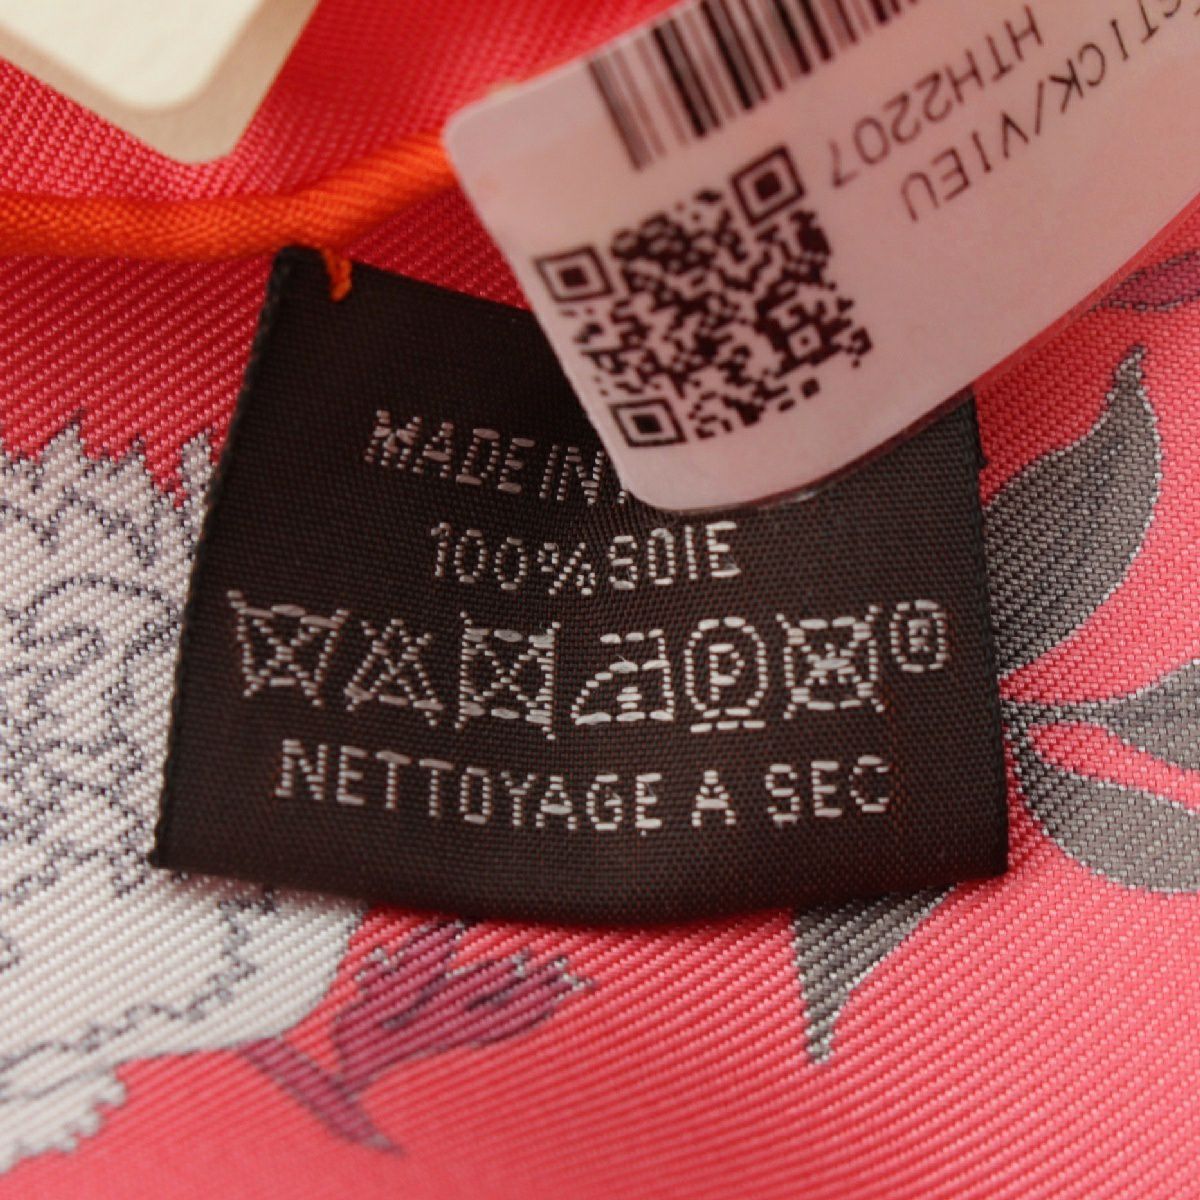 HTH2207
MADE IN
100% SOIE
P
R
NETTOYAGE A SEC